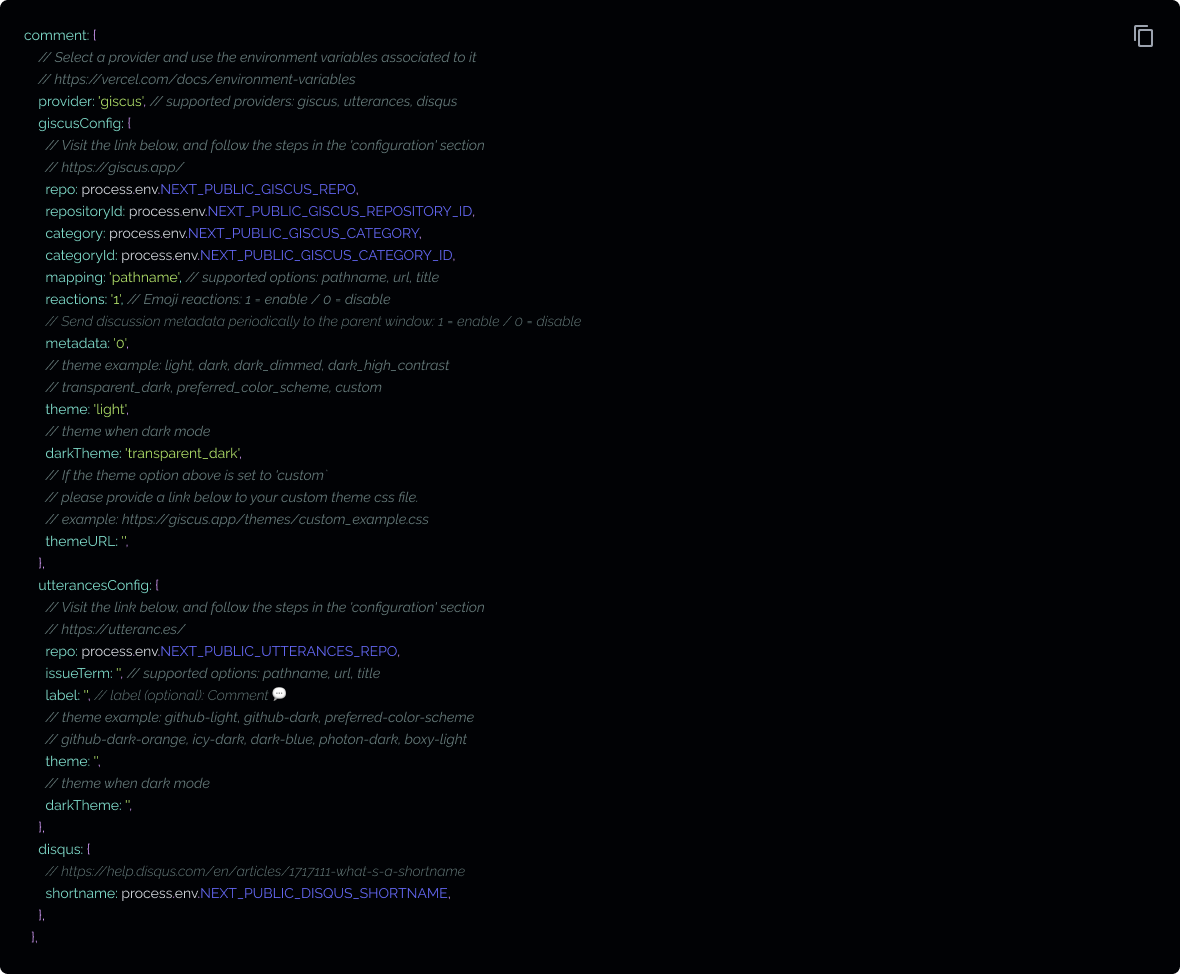 comment: {
// Select a provider and use the environment variables associated to it
// https://vercel.com/docs/environment-variables
provider: 'giscus', // supported providers: giscus, utterances, disqus
giscusConfig: {
// Visit the link below, and follow the steps in the 'configuration' section
// https://giscus.app/
repo: process.env.NEXT_PUBLIC_GISCUS_REPO,
repositoryId: process.env.NEXT_PUBLIC_GISCUS_REPOSITORY_ID,
category: process.env.NEXT_PUBLIC_GISCUS_CATEGORY,
categoryId: process.env.NEXT_PUBLIC_GISCUS_CATEGORY_ID,
mapping: 'pathname', // supported options: pathname, url, title
reactions: '1', // Emoji reactions: 1 = enable / 0 = disable
// Send discussion metadata periodically to the parent window: 1 = enable / 0 = disable
metadata: '0',
// theme example: light, dark, dark_dimmed, dark_high_contrast
// transparent_dark, preferred_color_scheme, custom
theme: 'light',
// theme when dark mode
darkTheme: 'transparent_dark',
// If the theme option above is set to 'custom`
// please provide a link below to your custom theme css file.
// example: https://giscus.app/themes/custom_example.css
themeURL: '',
},
utterancesConfig: {
// Visit the link below, and follow the steps in the 'configuration' section
// https://utteranc.es/
repo: process.env.NEXT_PUBLIC_UTTERANCES_REPO,
issueTerm: '', // supported options: pathname, url, title
label: '', // label (optional): Comment 💬
// theme example: github-light, github-dark, preferred-color-scheme
// github-dark-orange, icy-dark, dark-blue, photon-dark, boxy-light
theme: '',
// theme when dark mode
darkTheme: '',
},
disqus: {
// https://help.disqus.com/en/articles/1717111-what-s-a-shortname
shortname: process.env.NEXT_PUBLIC_DISQUS_SHORTNAME,
},
},